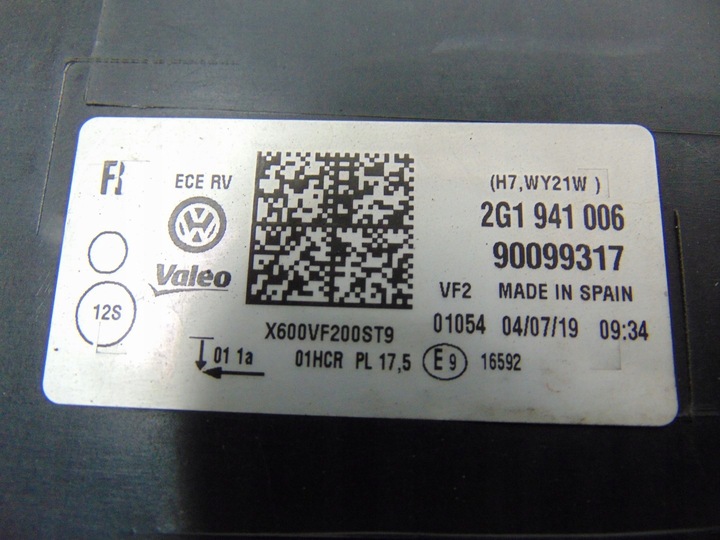 R ECE RV (H7,WY21W )
VW 2G1 941 006
Valeo 90099317
12S VF2 MADE IN SPAIN
X600VF200ST9 01054 04/07/19 09:34
01 1a 01HCR PL 17,5 E9 16592